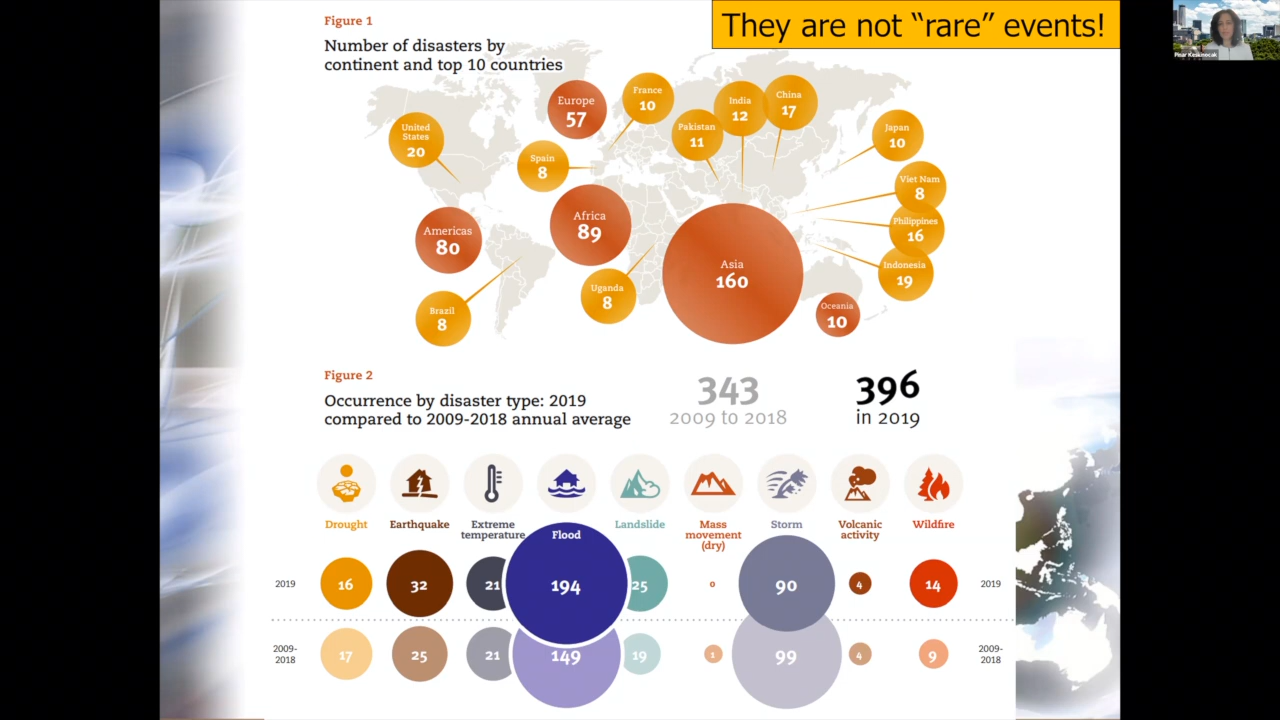 Figure 1
They are not “rare” events!
Number of disasters by
continent and top 10 countries
Pinar Keskinocak
United
States
20
Europe
57
France
10
Spain
8
Pakistan
11
India
12
China
17
Japan
10
Viet Nam
8
Philippines
16
Indonesia
19
Americas
80
Africa
89
Asia
160
Brazil
8
Uganda
8
Oceania
10
Figure 2
Occurrence by disaster type: 2019
compared to 2009-2018 annual average
343
2009 to 2018
396
in 2019
Drought
Earthquake
Extreme
temperature
Flood
Landslide
Mass
movement
(dry)
Storm
Volcanic
activity
Wildfire
2019 16 32 21 194 25 0 90 4 14 2019
2009-
2018
17 25 21 149 19 1 99 4 9
2009-
2018